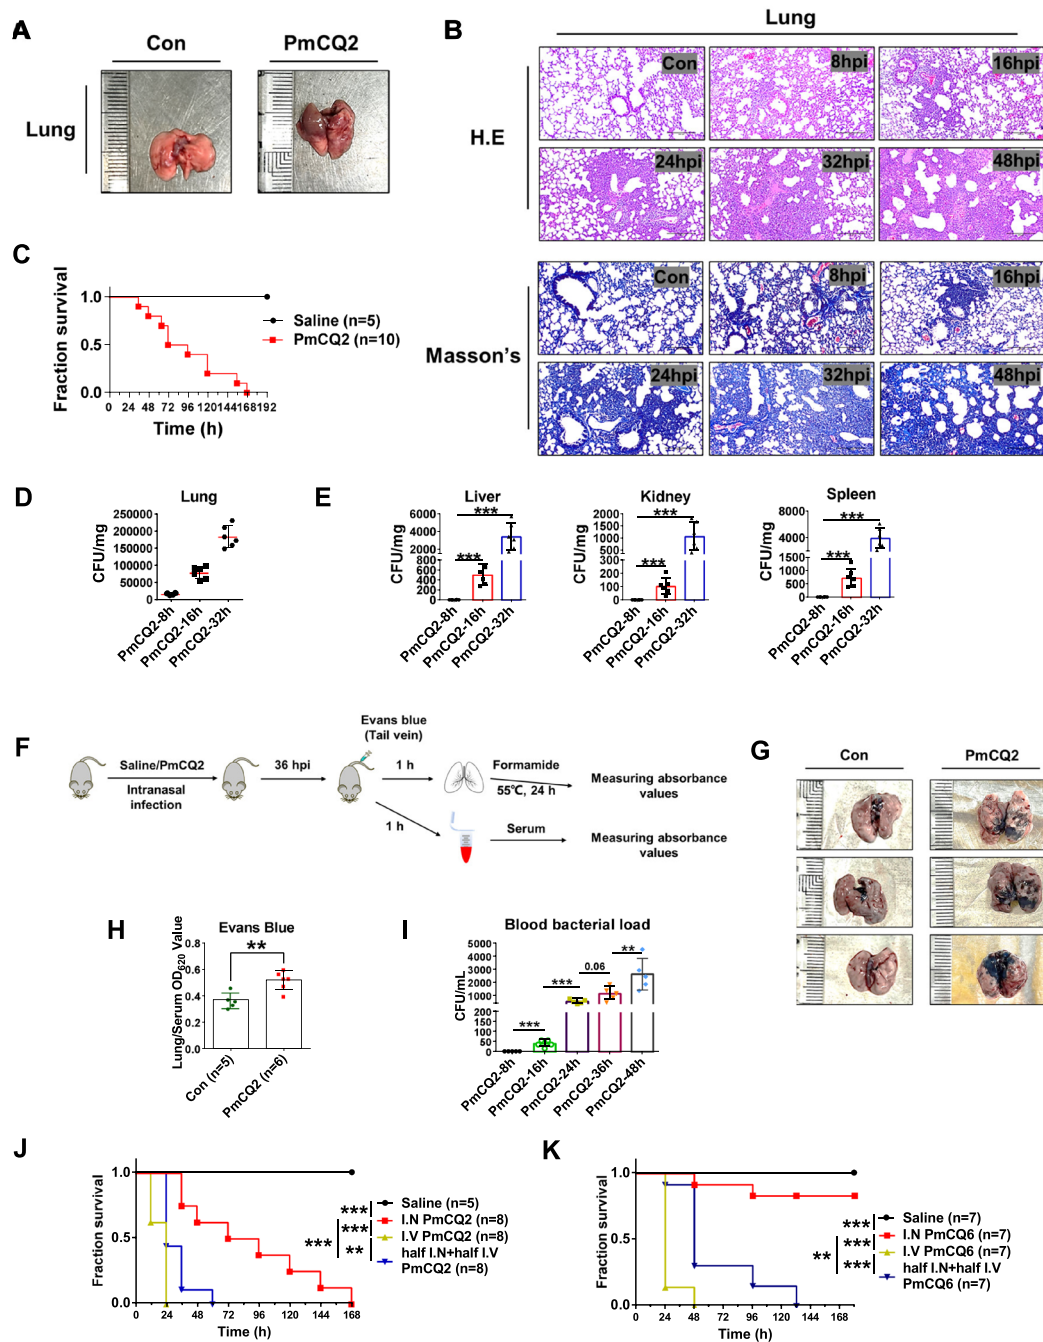 A
Con
PmCQ2
Lung
B
Lung
H.E
Con
8hpi
16hpi
24hpi
32hpi
48hpi
Masson's
Con
8hpi
16hpi
24hpi
32hpi
48hpi
C
Fraction survival
1.0
0.5
0.0
0 24 48 72 96 120144168192
Time (h)
Saline (n=5)
PmCQ2 (n=10)
D
Lung
CFU/mg
250000
200000
150000
100000
50000
0
PmCQ2-8h
PmCQ2-16h
PmCQ2-32h
E
Liver
CFU/mg
6000
4000
2000
800
600
400
200
0
***
***
PmCQ2-8h
PmCQ2-16h
PmCQ2-32h
Kidney
2000
1500
1000
500
300
200
100
0
***
***
PmCQ2-8h
PmCQ2-16h
PmCQ2-32h
Spleen
8000
4000
1500
1000
500
0
***
***
PmCQ2-8h
PmCQ2-16h
PmCQ2-32h
F
Saline/PmCQ2
Intranasal
infection
36 hpi
Evans blue
(Tail vein)
1 h
Formamide
55℃, 24 h
Measuring absorbance
values
1 h
Serum
Measuring absorbance
values
G
Con
PmCQ2
H
Evans Blue
Lung/Serum OD620 Value
0.8
0.6
0.4
0.2
0.0
**
Con (n=5)
PmCQ2 (n=6)
I
Blood bacterial load
CFU/mL
5000
4000
3000
2000
1000
200
150
100
50
0
***
***
0.06
**
PmCQ2-8h
PmCQ2-16h
PmCQ2-24h
PmCQ2-36h
PmCQ2-48h
J
Fraction survival
1.0
0.5
0.0
0 24 48 72 96 120 144 168
Time (h)
Saline (n=5)
I.N PmCQ2 (n=8)
I.V PmCQ2 (n=8)
half I.N+half I.V
PmCQ2 (n=8)
***
***
***
**
K
Fraction survival
1.0
0.5
0.0
0 24 48 72 96 120 144 168
Time (h)
Saline (n=7)
I.N PmCQ6 (n=7)
I.V PmCQ6 (n=7)
half I.N+half I.V
PmCQ6 (n=7)
***
***
**
***